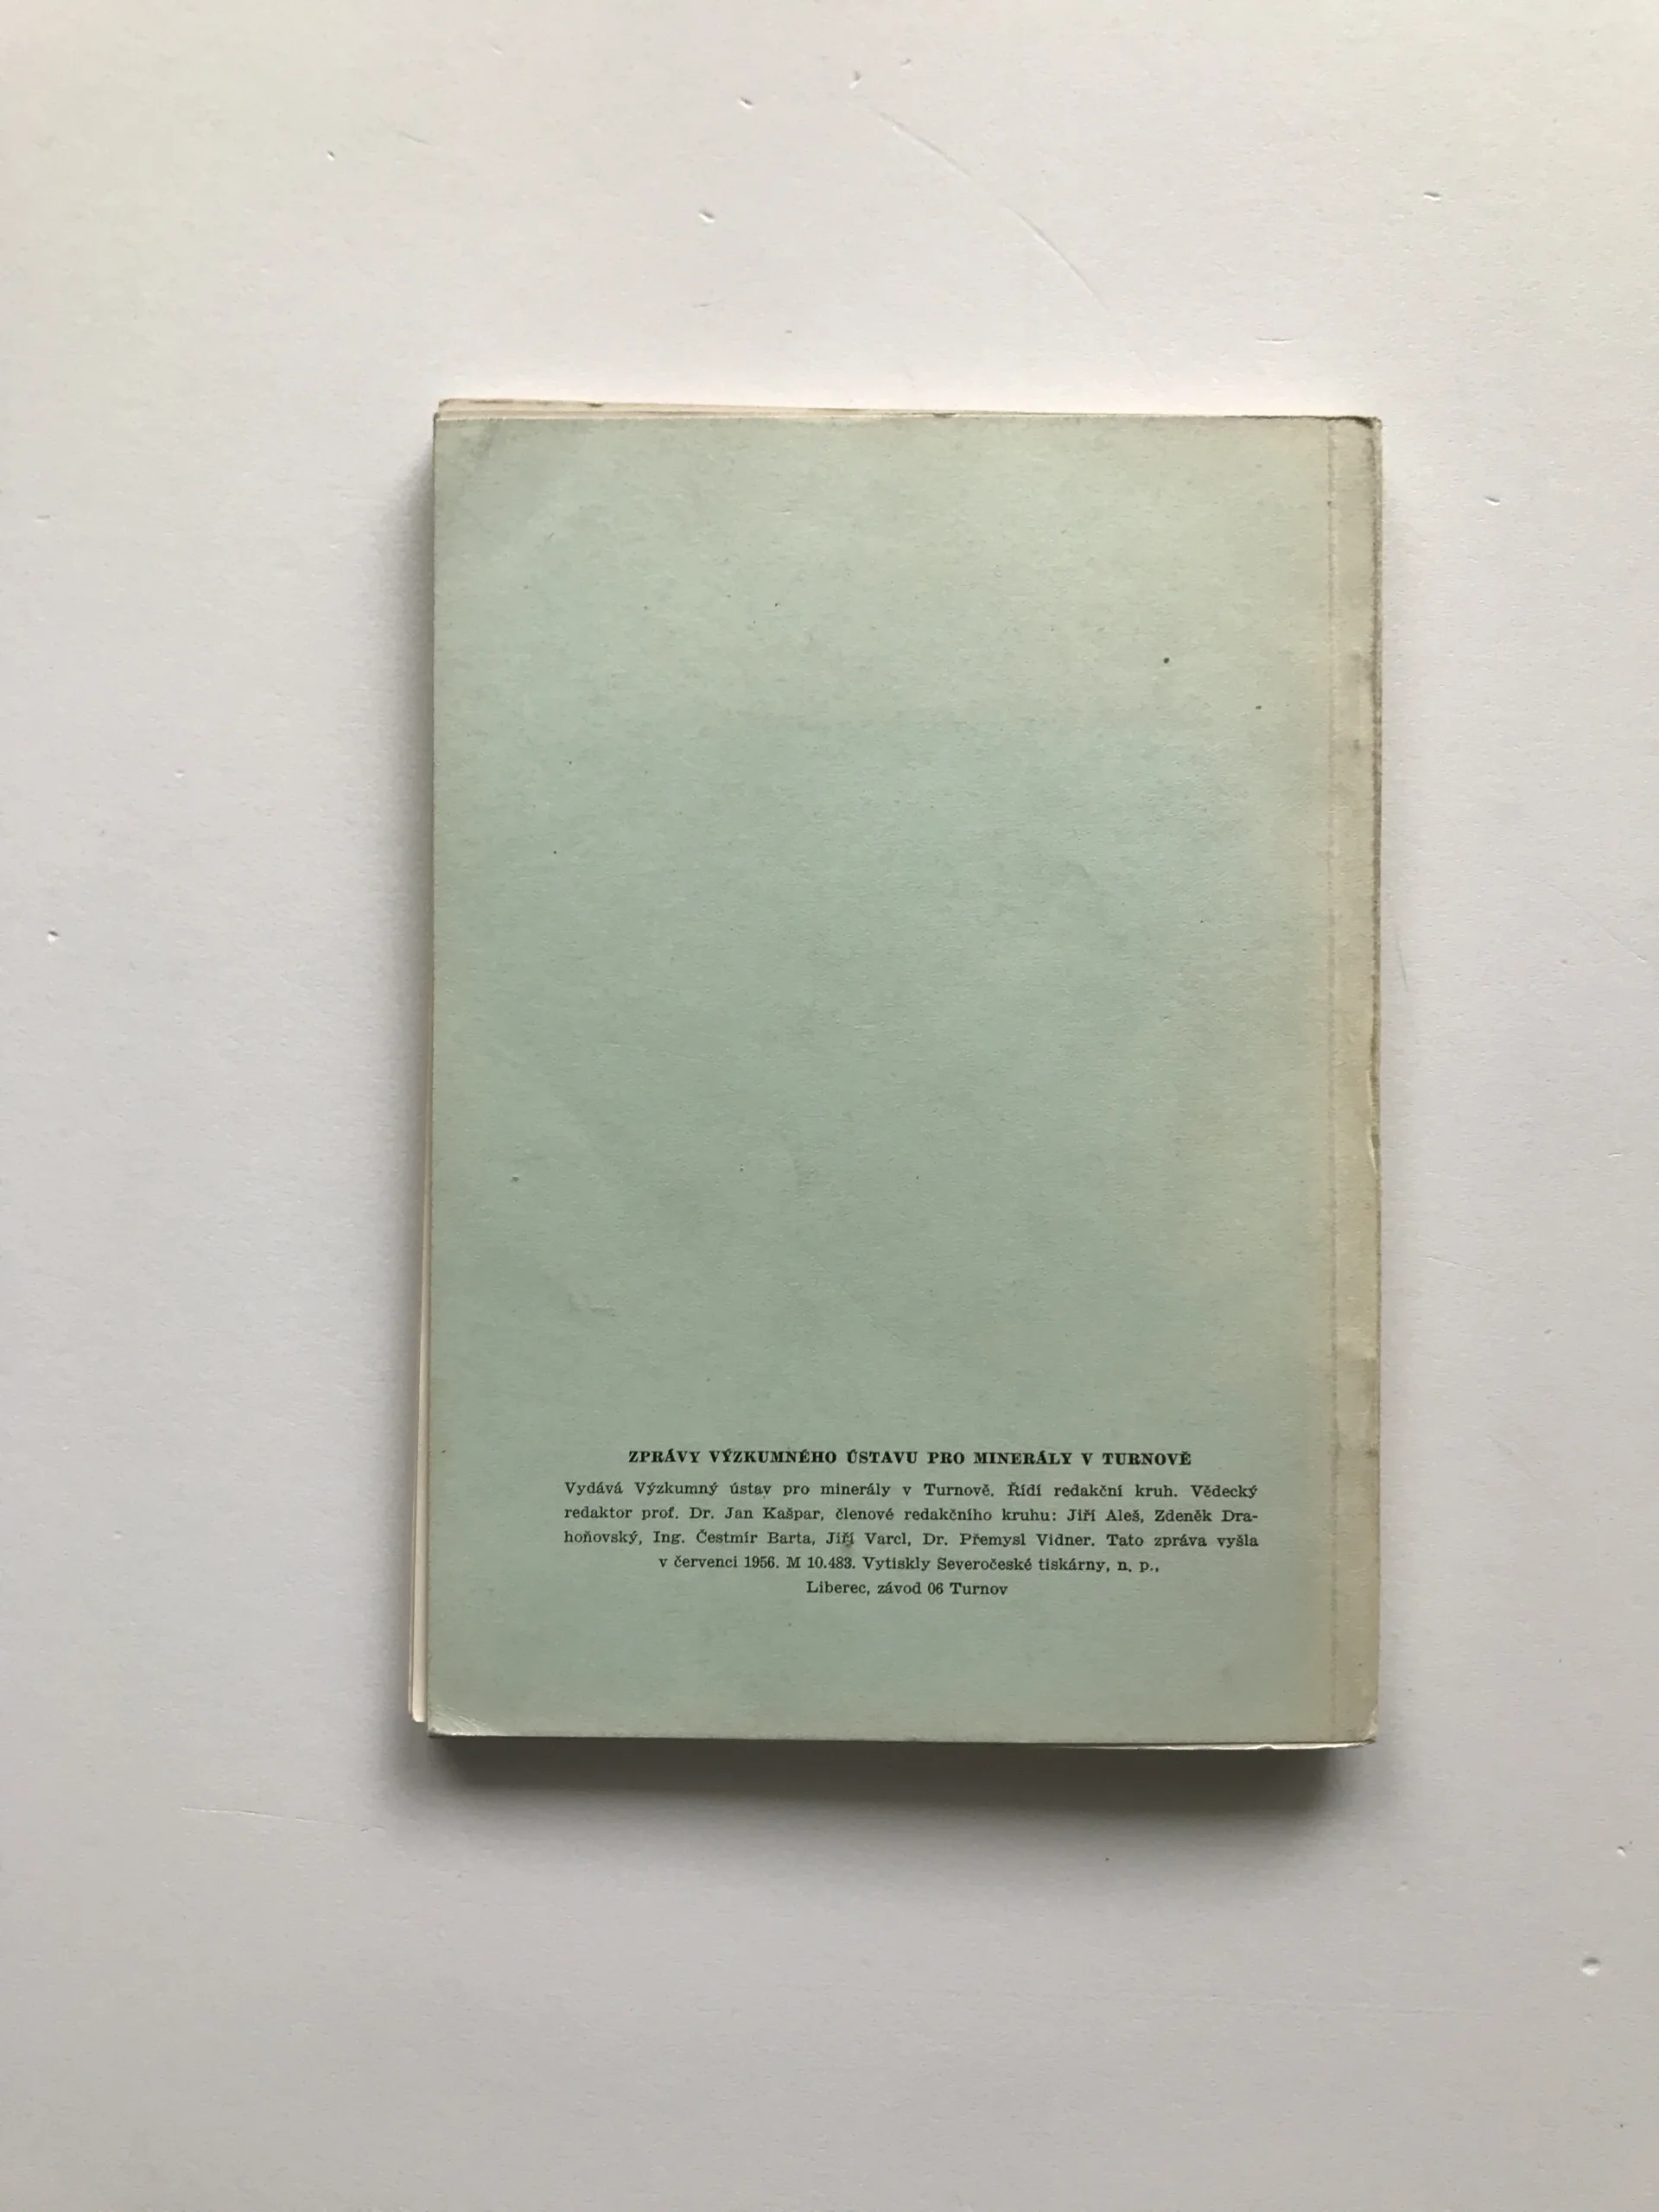 ZPRÁVY VÝZKUMNÉHO ÚSTAVU PRO MINERÁLY V TURNOVĚ
Vydává Výzkumný ústav pro minerály v Turnově. Řídí redakční kruh. Vědecký
redaktor prof. Dr. Jan Kašpar, členové redakčního kruhu: Jiří Aleš, Zdeněk Dra-
hoňovský, Ing. Čestmír Barta, Jiří Varcl, Dr. Přemysl Vidner. Tato zpráva vyšla
v červenci 1956. M 10.483. Vytiskly Severočeské tiskárny, n. p.,
Liberec, závod 06 Turnov